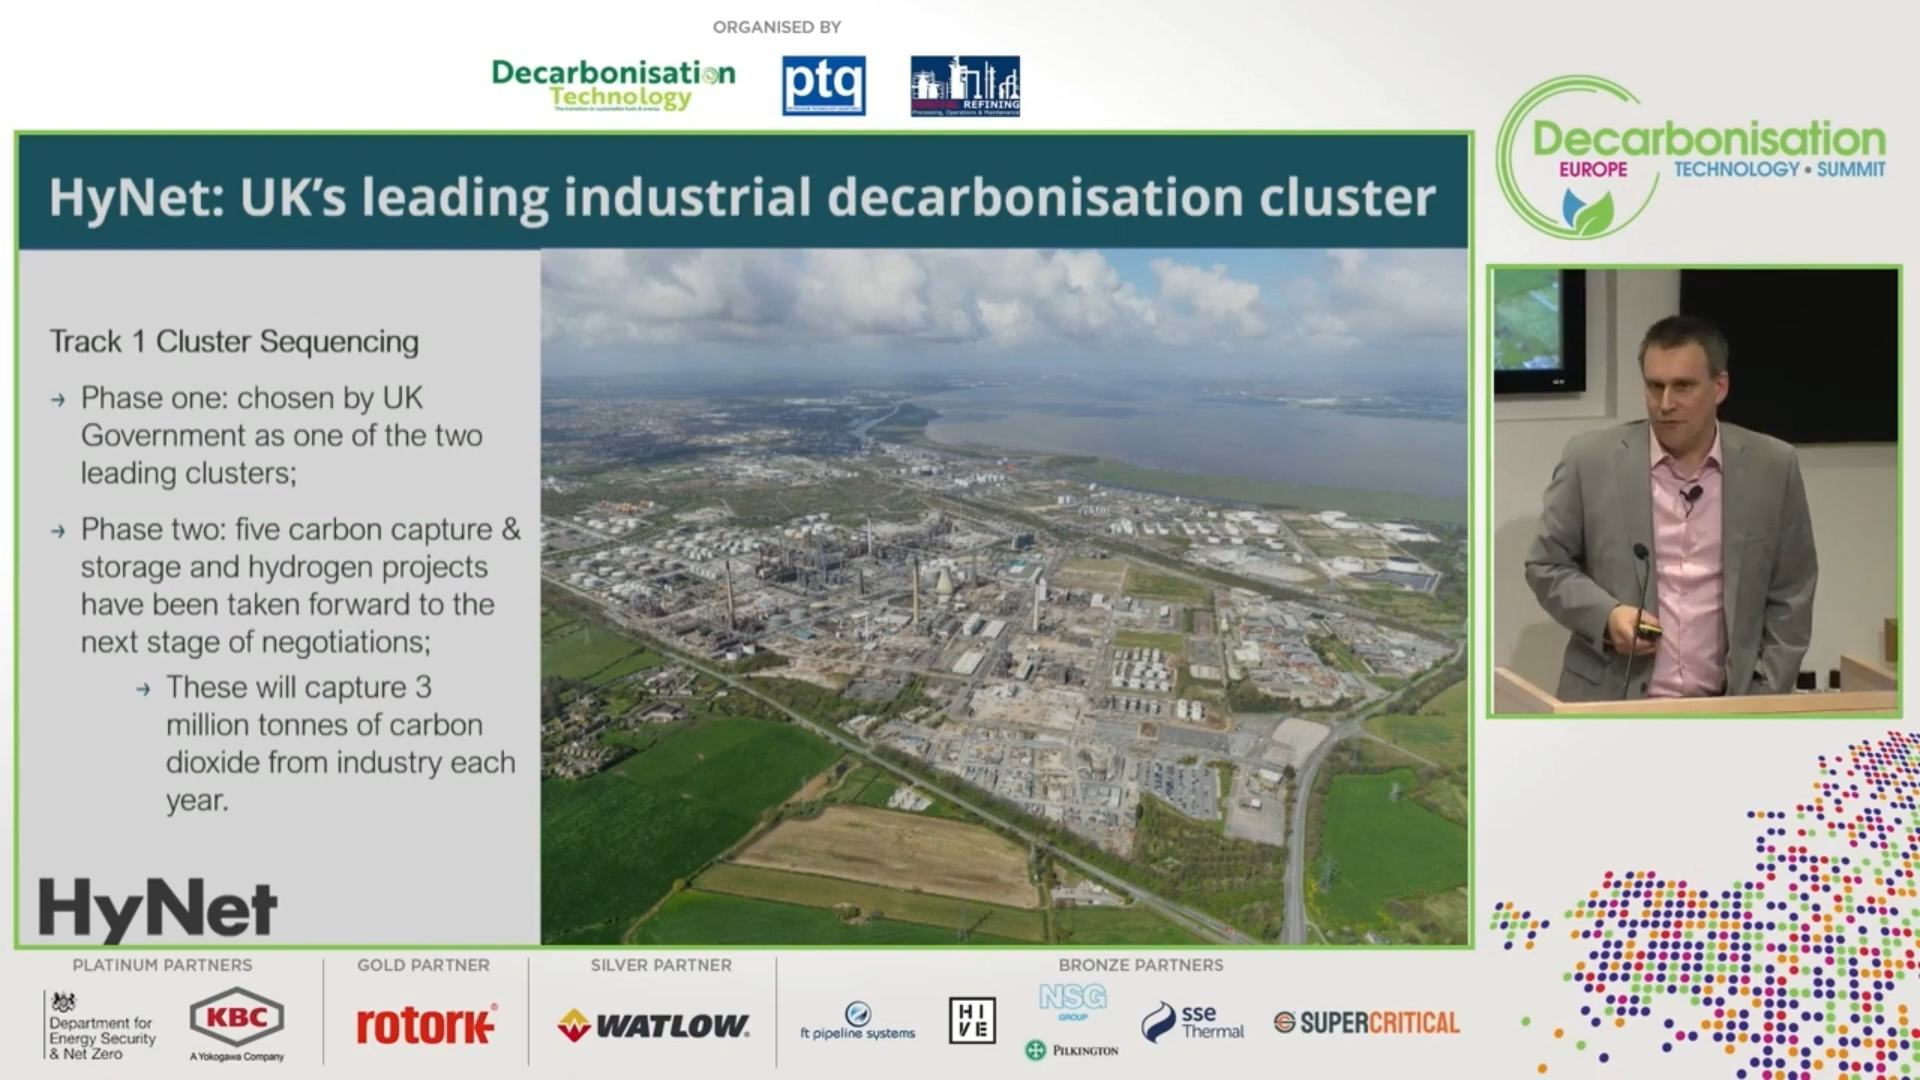 ORGANISED BY
Decarbonisation
Technology
ptq
REFINING
Processing, Operations & Maintenance
Decarbonisation
EUROPE TECHNOLOGY • SUMMIT
HyNet: UK's leading industrial decarbonisation cluster
Track 1 Cluster Sequencing
→ Phase one: chosen by UK
Government as one of the two
leading clusters;
→ Phase two: five carbon capture &
storage and hydrogen projects
have been taken forward to the
next stage of negotiations;
→ These will capture 3
million tonnes of carbon
dioxide from industry each
year.
HyNet
PLATINUM PARTNERS
Department for
Energy Security
& Net Zero
KBC
A Yokogawa Company
GOLD PARTNER
rotork®
SILVER PARTNER
WATLOW®
BRONZE PARTNERS
ft pipeline systems
HI
VE
NSG
GROUP
PILKINGTON
sse
Thermal
SUPERCRITICAL